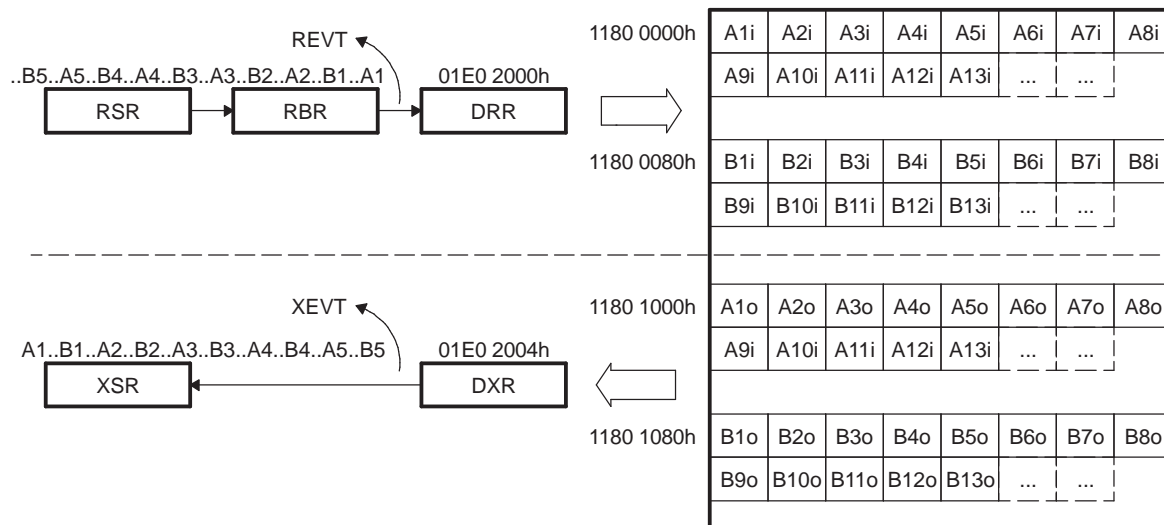 REVT
..B5..A5..B4..A4..B3..A3..B2..A2..B1..A1 01E0 2000h
RSR RBR DRR
1180 0000h A1i A2i A3i A4i A5i A6i A7i A8i
A9i A10i A11i A12i A13i ... ...
1180 0080h B1i B2i B3i B4i B5i B6i B7i B8i
B9i B10i B11i B12i B13i ... ...
XEVT
A1..B1..A2..B2..A3..B3..A4..B4..A5..B5 01E0 2004h
XSR DXR
1180 1000h A1o A2o A3o A4o A5o A6o A7o A8o
A9i A10i A11i A12i A13i ... ...
1180 1080h B1o B2o B3o B4o B5o B6o B7o B8o
B9o B10o B11o B12o B13o ... ...